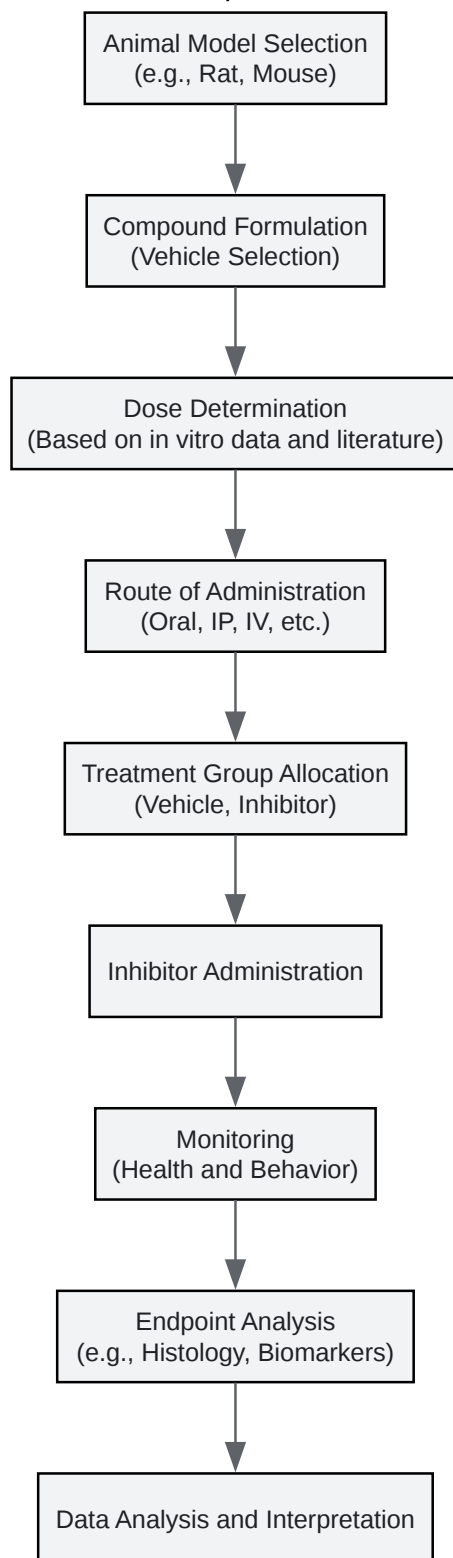 Animal Model Selection
(e.g., Rat, Mouse)
Compound Formulation
(Vehicle Selection)
Dose Determination
(Based on in vitro data and literature)
Route of Administration
(Oral, IP, IV, etc.)
Treatment Group Allocation
(Vehicle, Inhibitor)
Inhibitor Administration
Monitoring
(Health and Behavior)
Endpoint Analysis
(e.g., Histology, Biomarkers)
Data Analysis and Interpretation